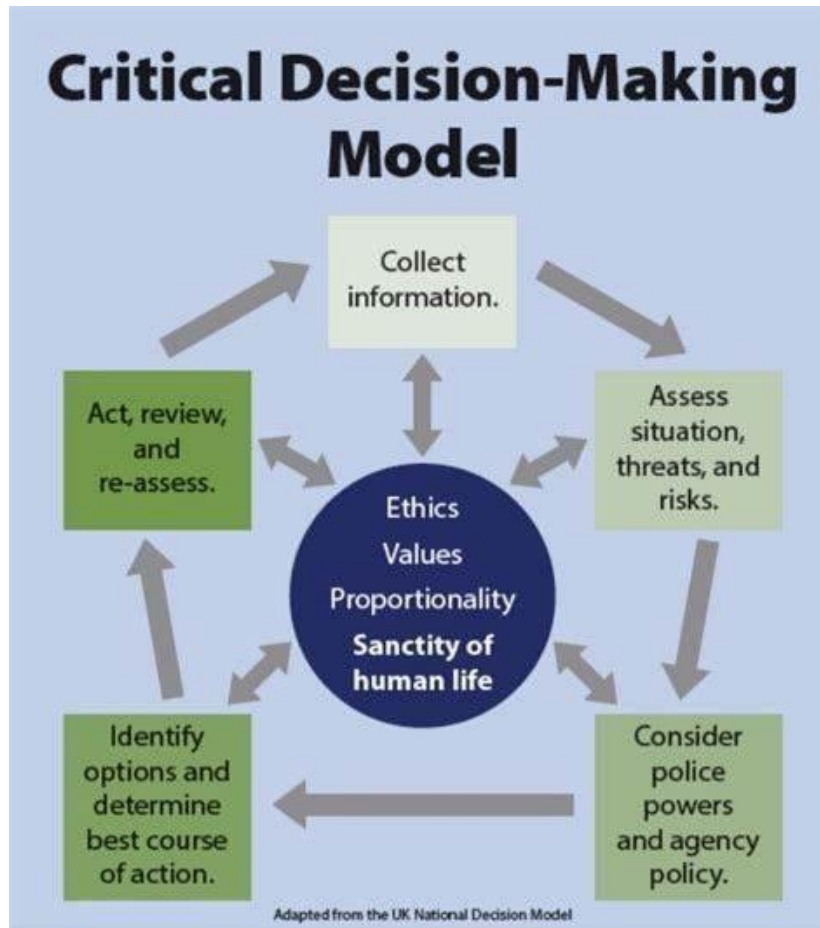 Critical Decision-Making
Model
Collect
information.
Assess
situation,
threats, and
risks.
Consider
police
powers
and agency
policy.
Identify
options and
determine
best course
of action.
Act, review,
and
re-assess.
Ethics
Values
Proportionality
Sanctity of
human life
Adapted from the UK National Decision Model